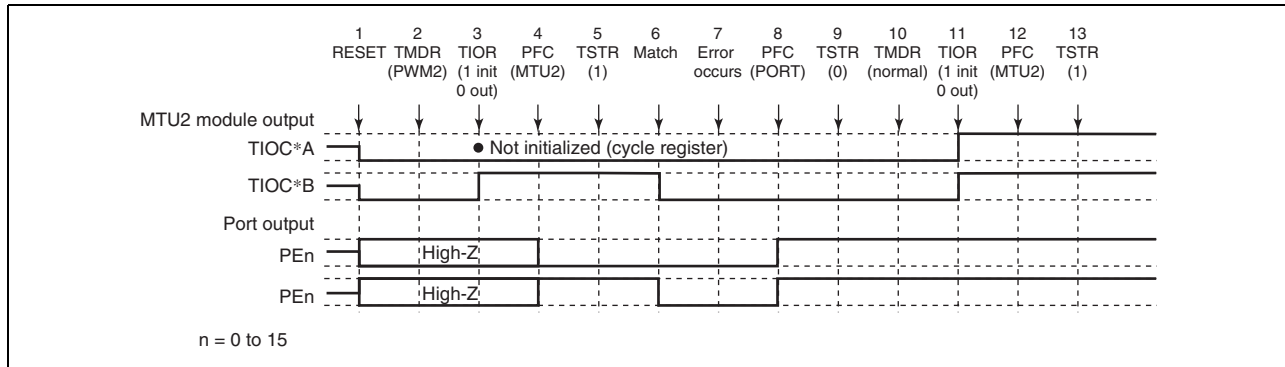 1 2 3 4 5 6 7 8 9 10 11 12 13
RESET TMDR TIOR PFC TSTR Match Error PFC TSTR TMDR TIOR PFC TSTR
(PWM2) (1 init (MTU2) (1) occurs (PORT) (0) (normal) (1 init (MTU2) (1)
0 out) 0 out)
MTU2 module output
TIOC*A
● Not initialized (cycle register)
TIOC*B
Port output
PEn
High-Z
PEn
High-Z
n = 0 to 15